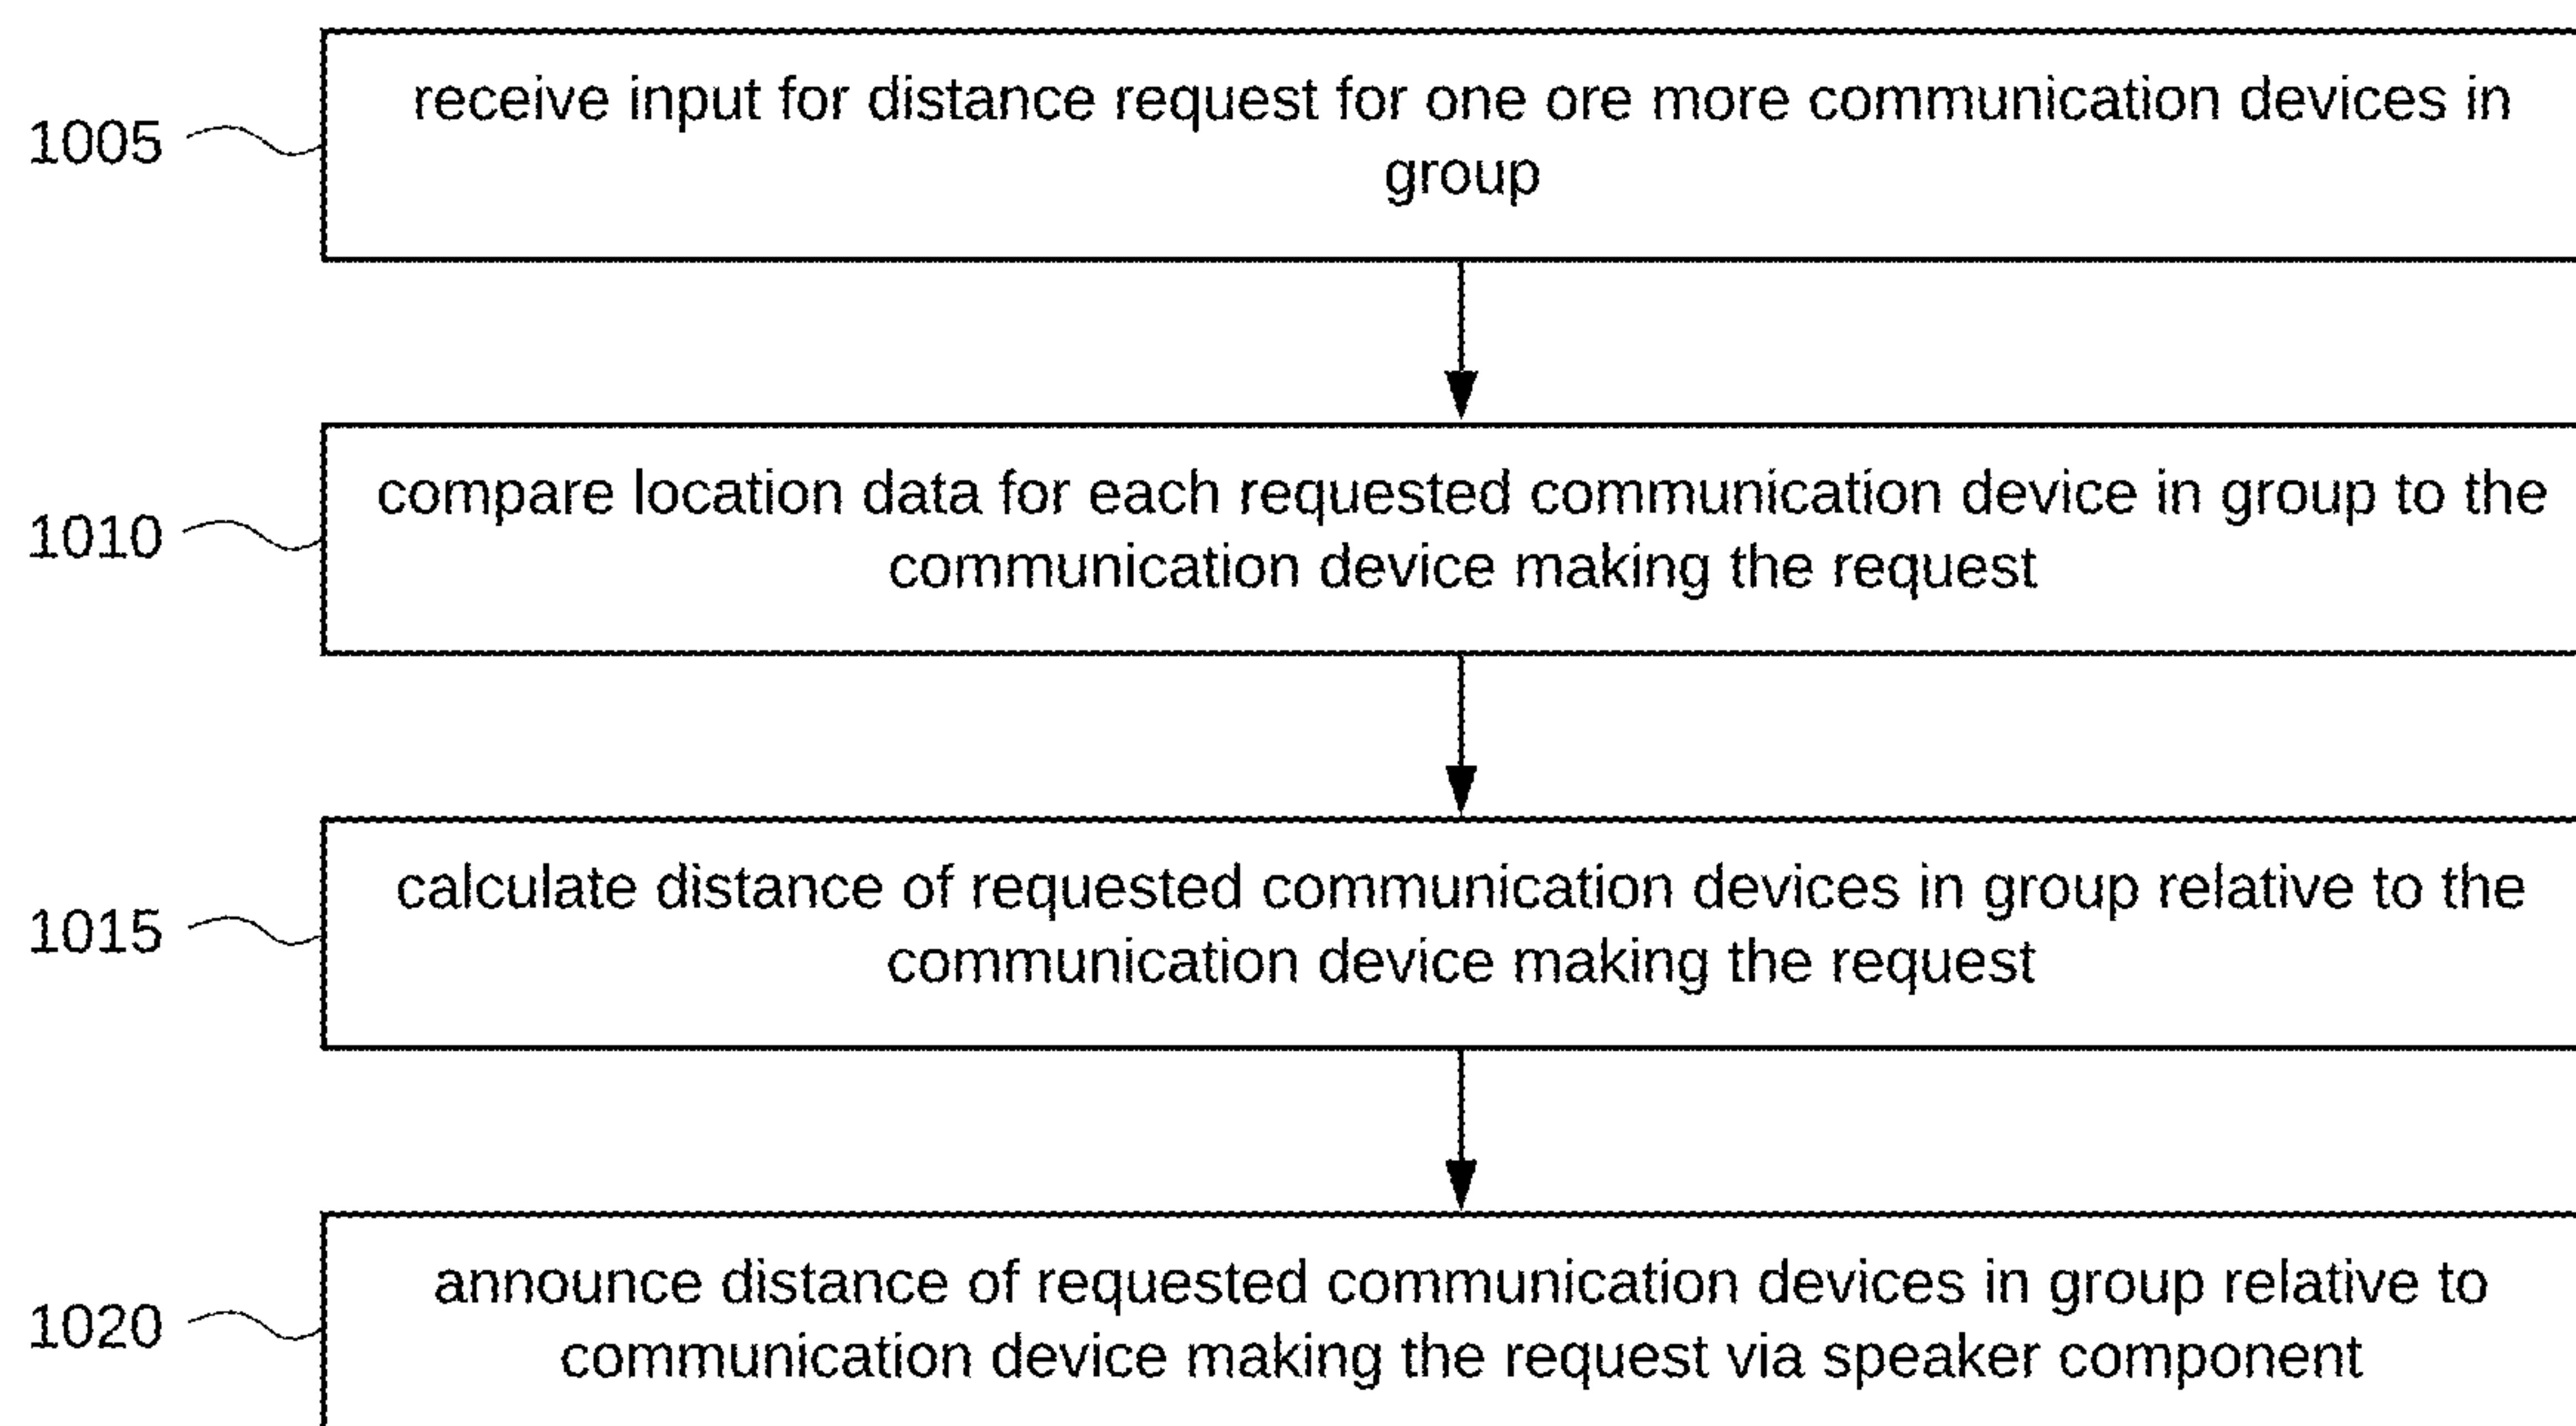 receive input for distance request for one ore more communication devices in
group
1005
compare location data for each requested communication device in group to the
communication device making the request
1010
calculate distance of requested communication devices in group relative to the
communication device making the request
1015
announce distance of requested communication devices in group relative to
communication device making the request via speaker component
1020